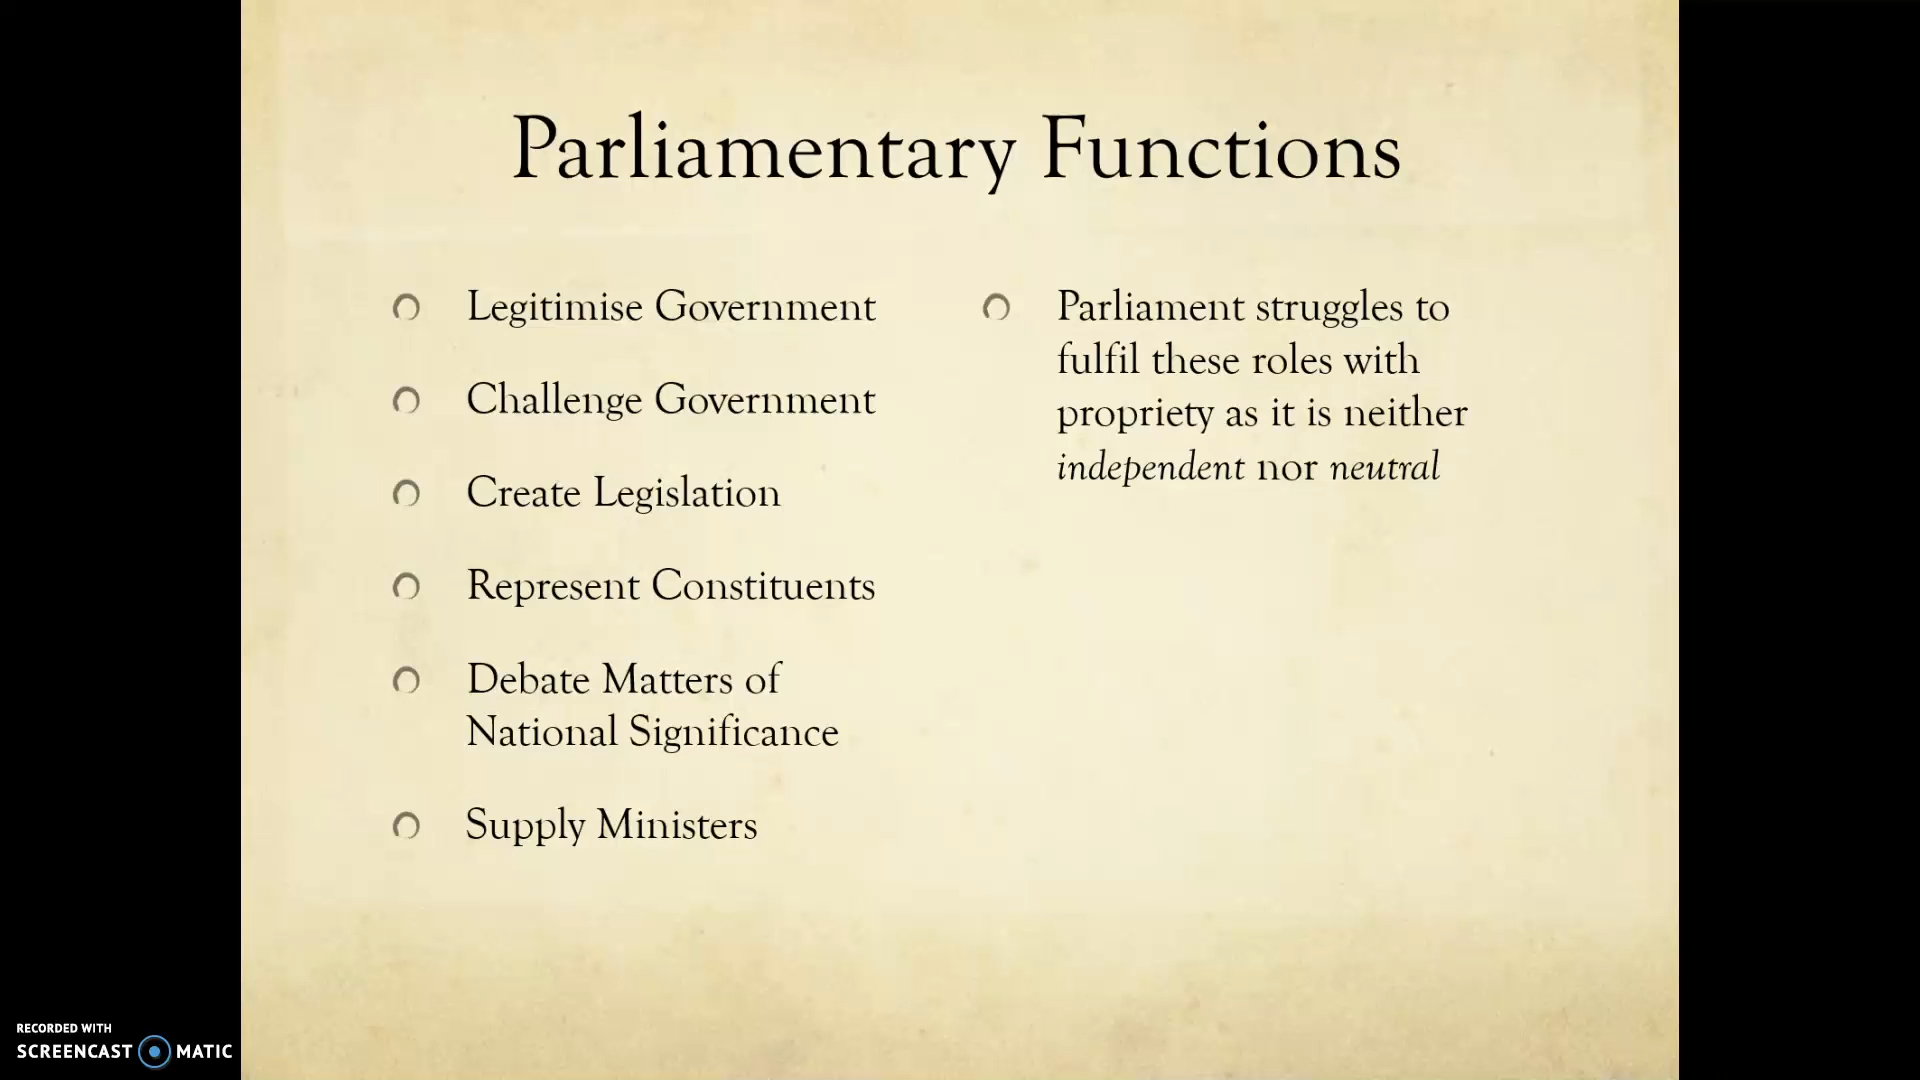 Parliamentary Functions
Legitimise Government
Challenge Government
Create Legislation
Represent Constituents
Debate Matters of
National Significance
Supply Ministers
Parliament struggles to
fulfil these roles with
propriety as it is neither
independent nor neutral
RECORDED WITH
SCREENCAST MATIC